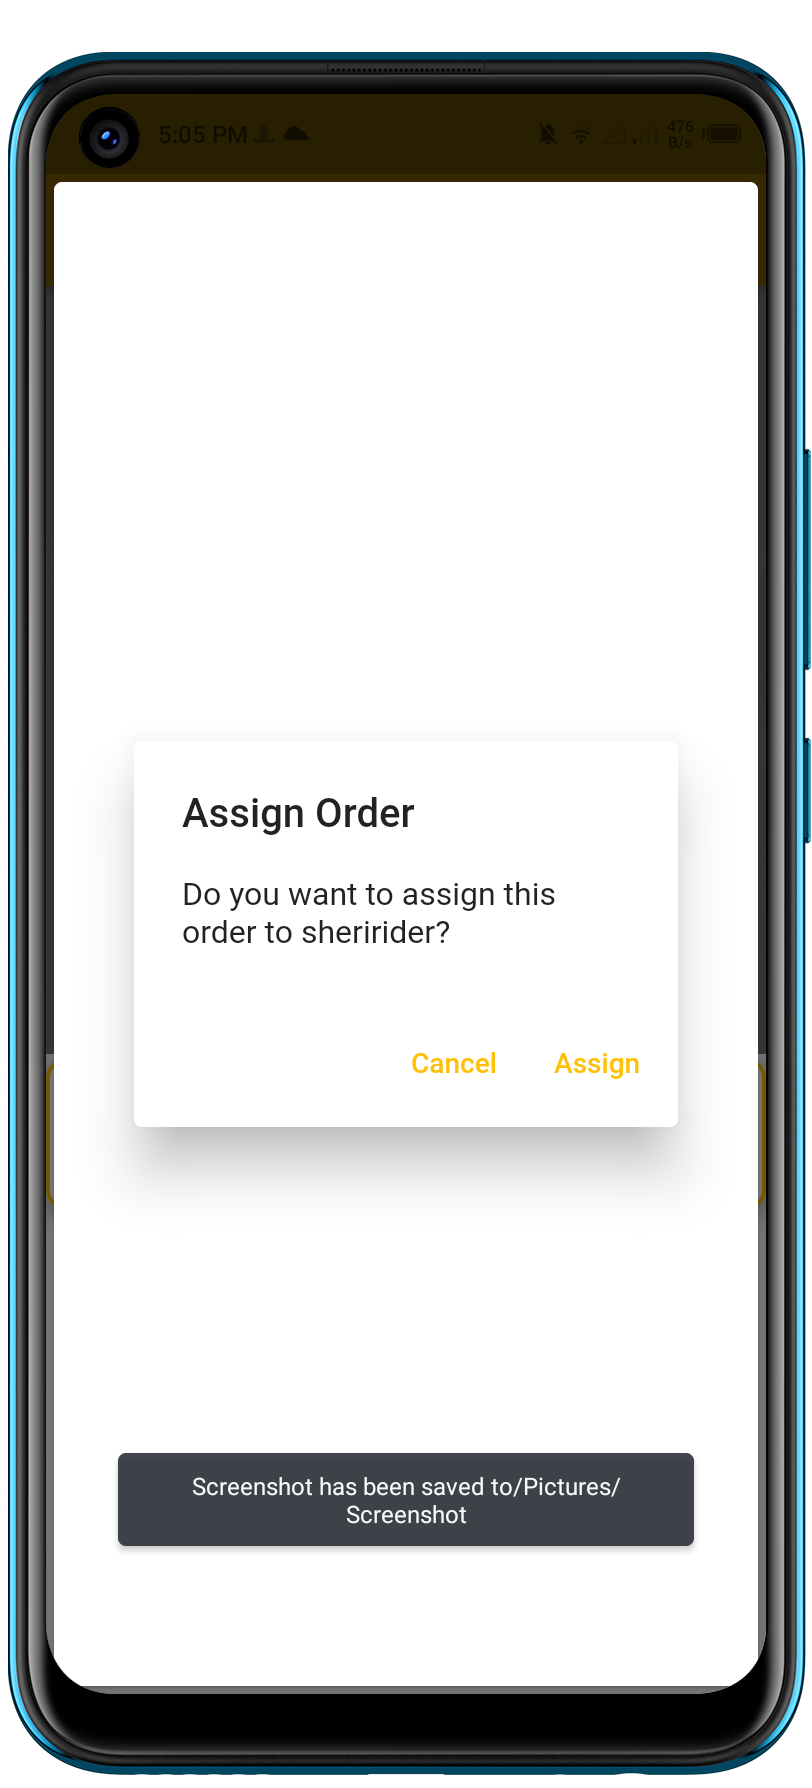 5:05 PM
476
B/s
Assign Order
Do you want to assign this
order to sheririder?
Cancel
Assign
Screenshot has been saved to/Pictures/
Screenshot